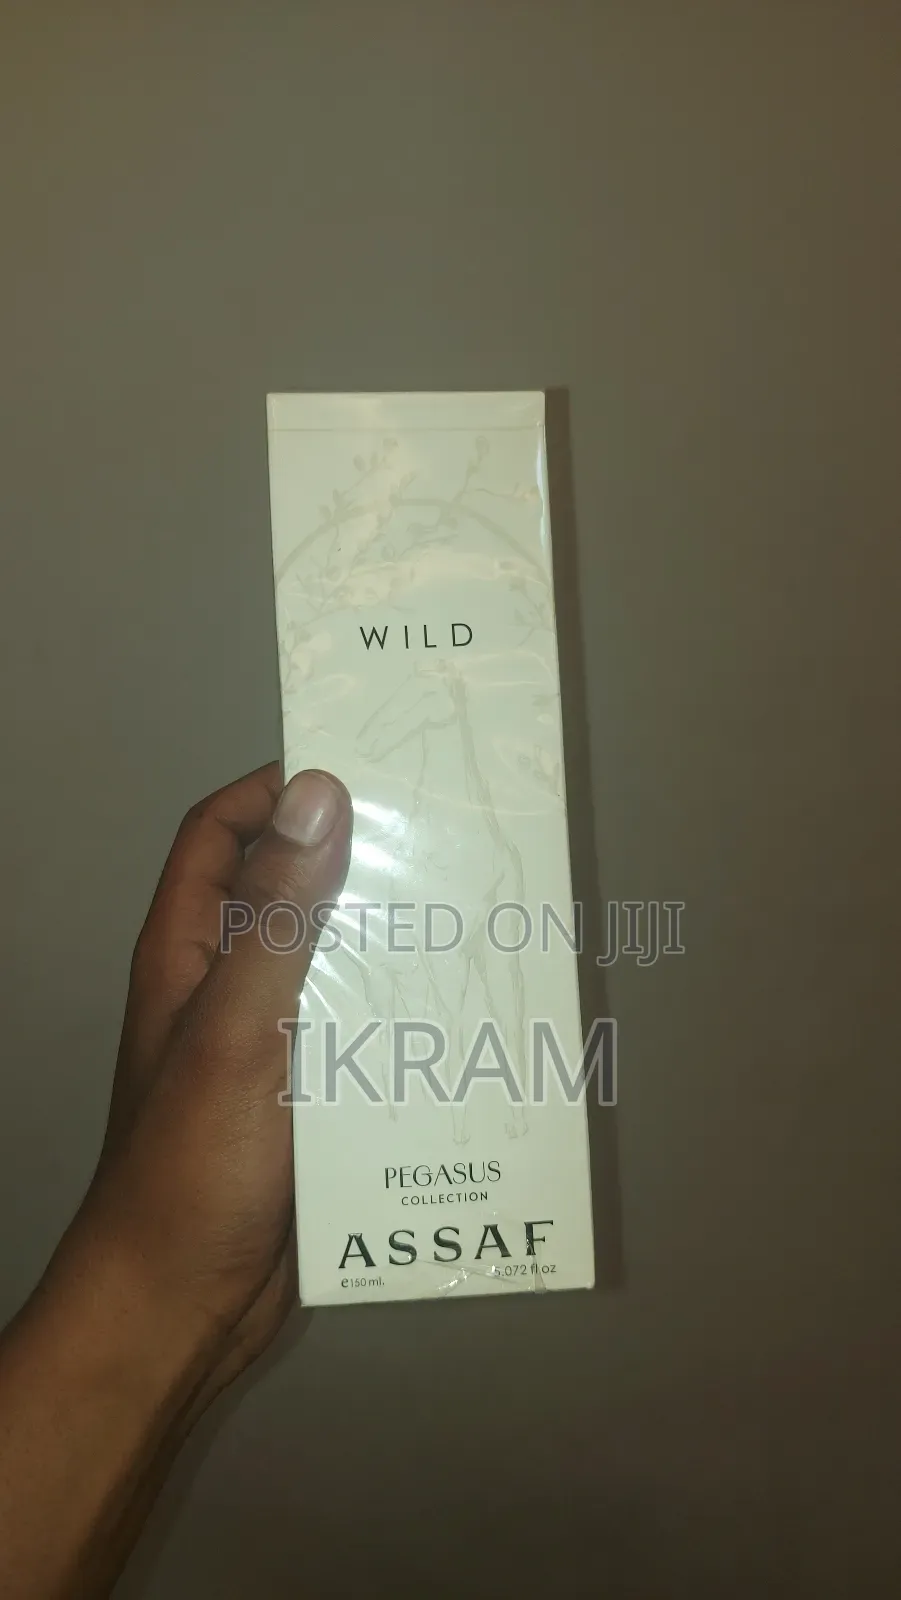 WILD
POSTED ON JIJI
IKRAM
PEGASUS
COLLECTION
ASSAF
e150 ml. 5.072 fl oz